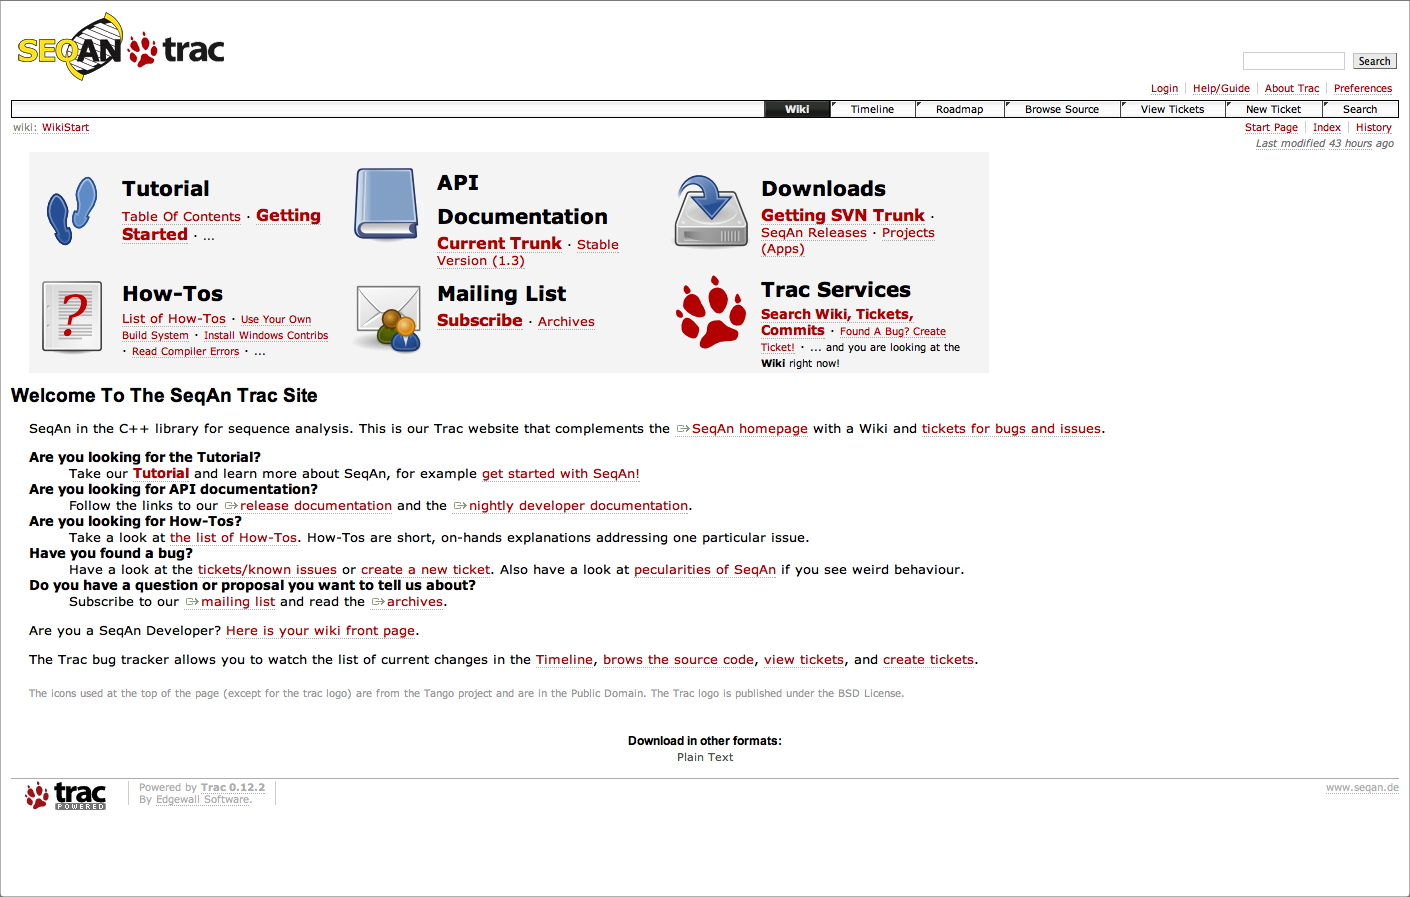 SEQAN trac
Search
Login Help/Guide About Trac Preferences
Wiki Timeline Roadmap Browse Source View Tickets New Ticket Search
wiki: WikiStart
Start Page Index History
Last modified 43 hours ago
Tutorial
Table Of Contents · Getting
Started · ...
API
Documentation
Current Trunk · Stable
Version (1.3)
Downloads
Getting SVN Trunk ·
SeqAn Releases · Projects
(Apps)
How-Tos
List of How-Tos · Use Your Own
Build System · Install Windows Contribs
· Read Compiler Errors · ...
Mailing List
Subscribe · Archives
Trac Services
Search Wiki, Tickets,
Commits · Found A Bug? Create
Ticket! · ... and you are looking at the
Wiki right now!
Welcome To The SeqAn Trac Site
SeqAn in the C++ library for sequence analysis. This is our Trac website that complements the SeqAn homepage with a Wiki and tickets for bugs and issues.
Are you looking for the Tutorial?
Take our Tutorial and learn more about SeqAn, for example get started with SeqAn!
Are you looking for API documentation?
Follow the links to our release documentation and the nightly developer documentation.
Are you looking for How-Tos?
Take a look at the list of How-Tos. How-Tos are short, on-hands explanations addressing one particular issue.
Have you found a bug?
Have a look at the tickets/known issues or create a new ticket. Also have a look at pecularities of SeqAn if you see weird behaviour.
Do you have a question or proposal you want to tell us about?
Subscribe to our mailing list and read the archives.
Are you a SeqAn Developer? Here is your wiki front page.
The Trac bug tracker allows you to watch the list of current changes in the Timeline, brows the source code, view tickets, and create tickets.
The icons used at the top of the page (except for the trac logo) are from the Tango project and are in the Public Domain. The Trac logo is published under the BSD License.
Download in other formats:
Plain Text
trac
POWERED
Powered by Trac 0.12.2
By Edgewall Software.
www.seqan.de